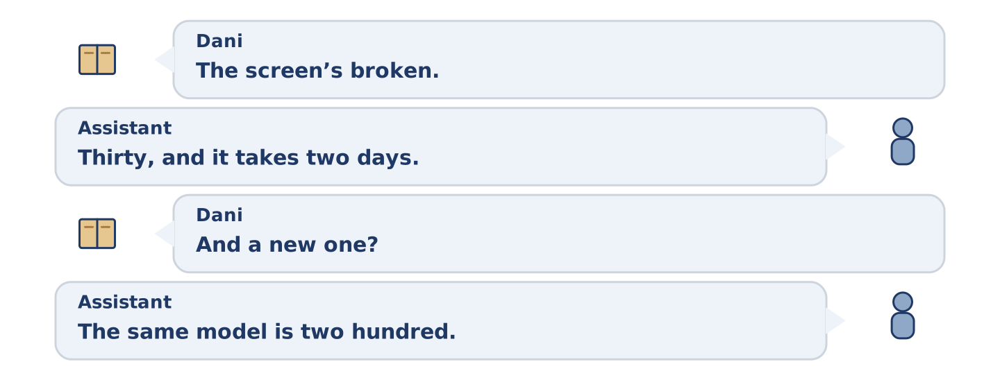 Dani
The screen’s broken.
Assistant
Thirty, and it takes two days.
Dani
And a new one?
Assistant
The same model is two hundred.